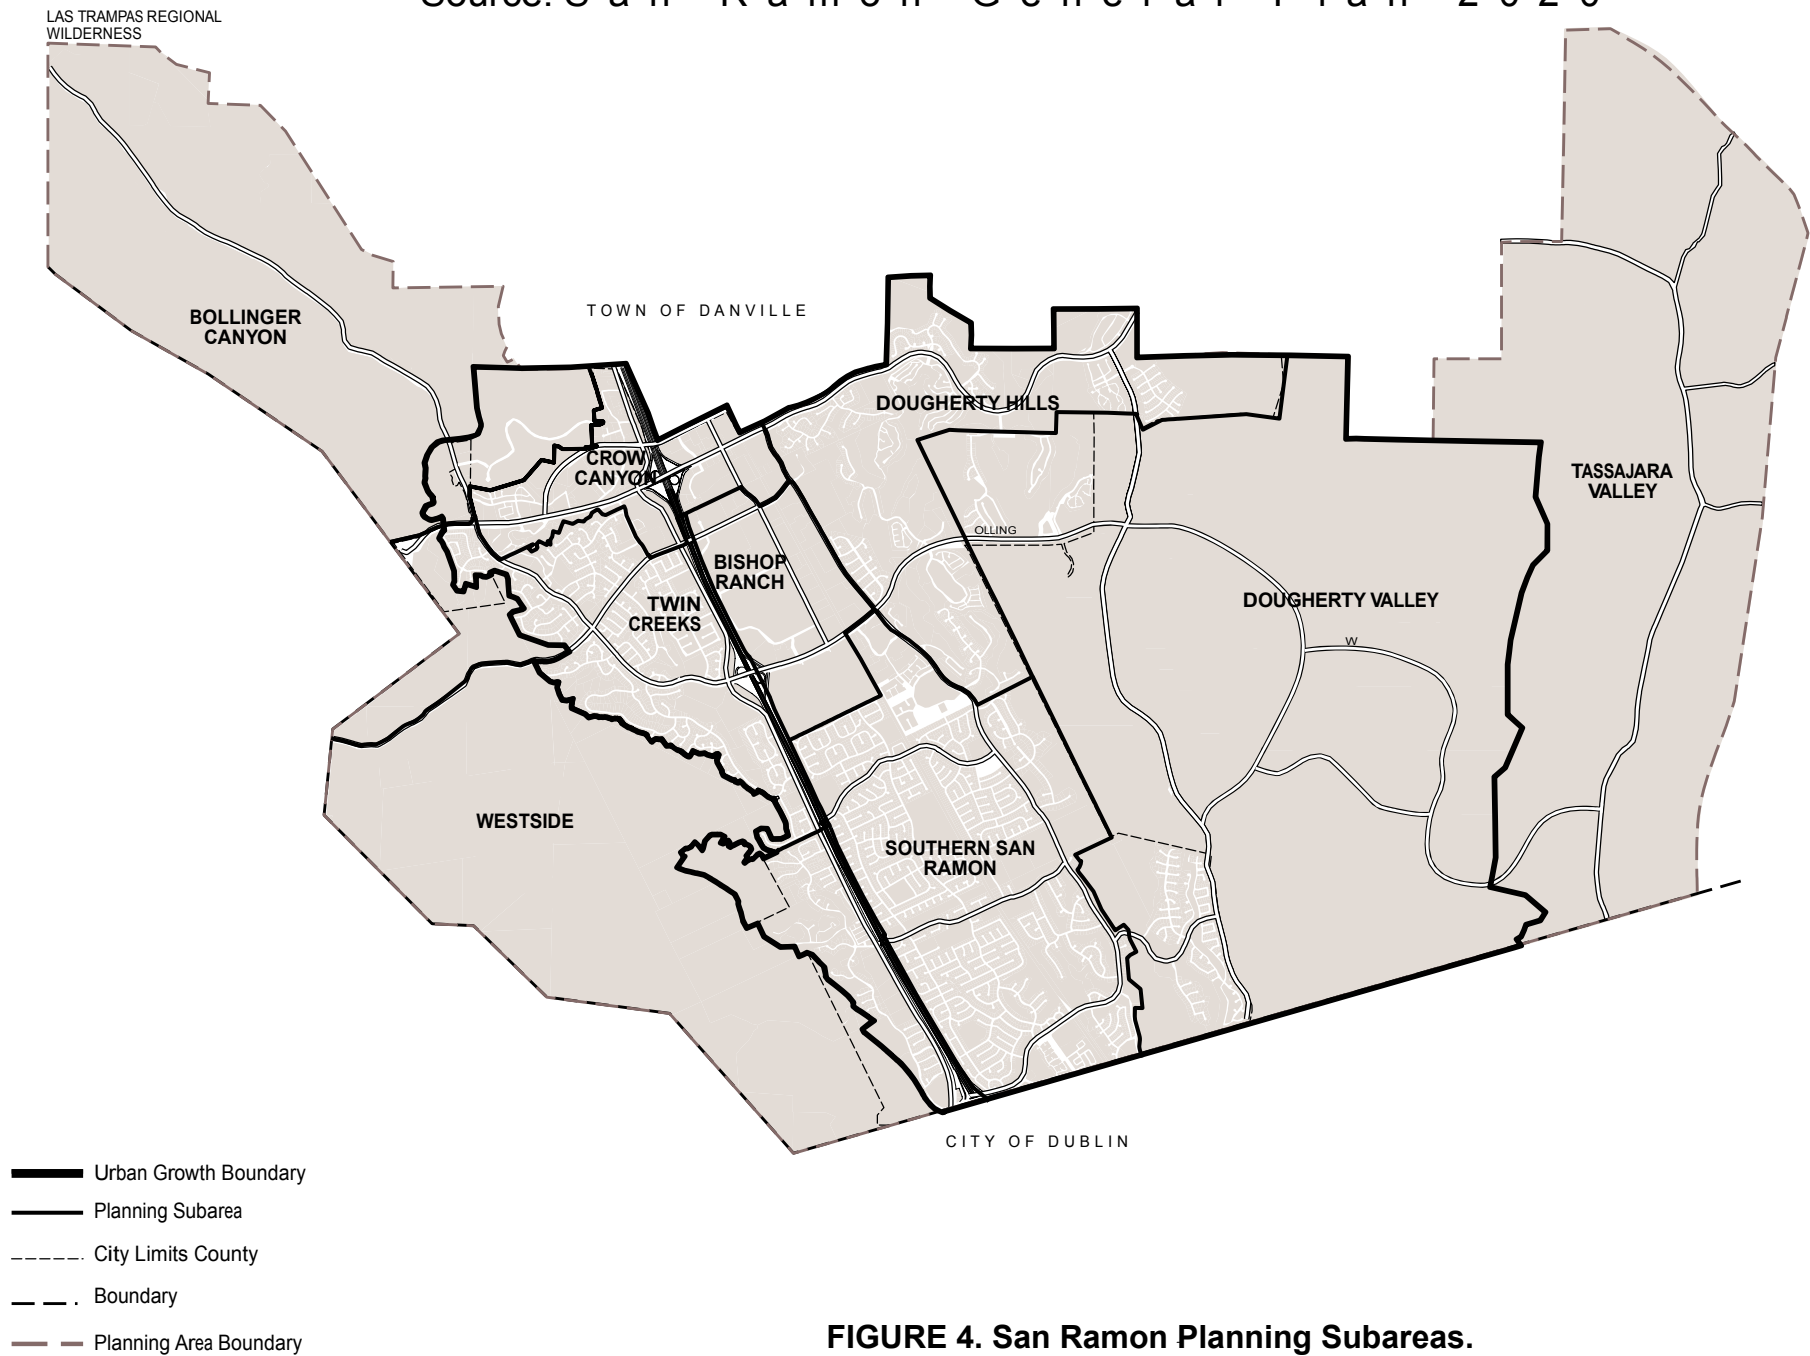 Source: San Ramon General Plan 2020
LAS TRAMPAS REGIONAL
WILDERNESS
BOLLINGER
CANYON
TOWN OF DANVILLE
DOUGHERTY HILLS
CROW
CANYON
TASSAJARA
VALLEY
OLLING
BISHOP
RANCH
TWIN
CREEKS
DOUGHERTY VALLEY
W
WESTSIDE
SOUTHERN SAN
RAMON
CITY OF DUBLIN
Urban Growth Boundary
Planning Subarea
City Limits County
Boundary
Planning Area Boundary
FIGURE 4. San Ramon Planning Subareas.